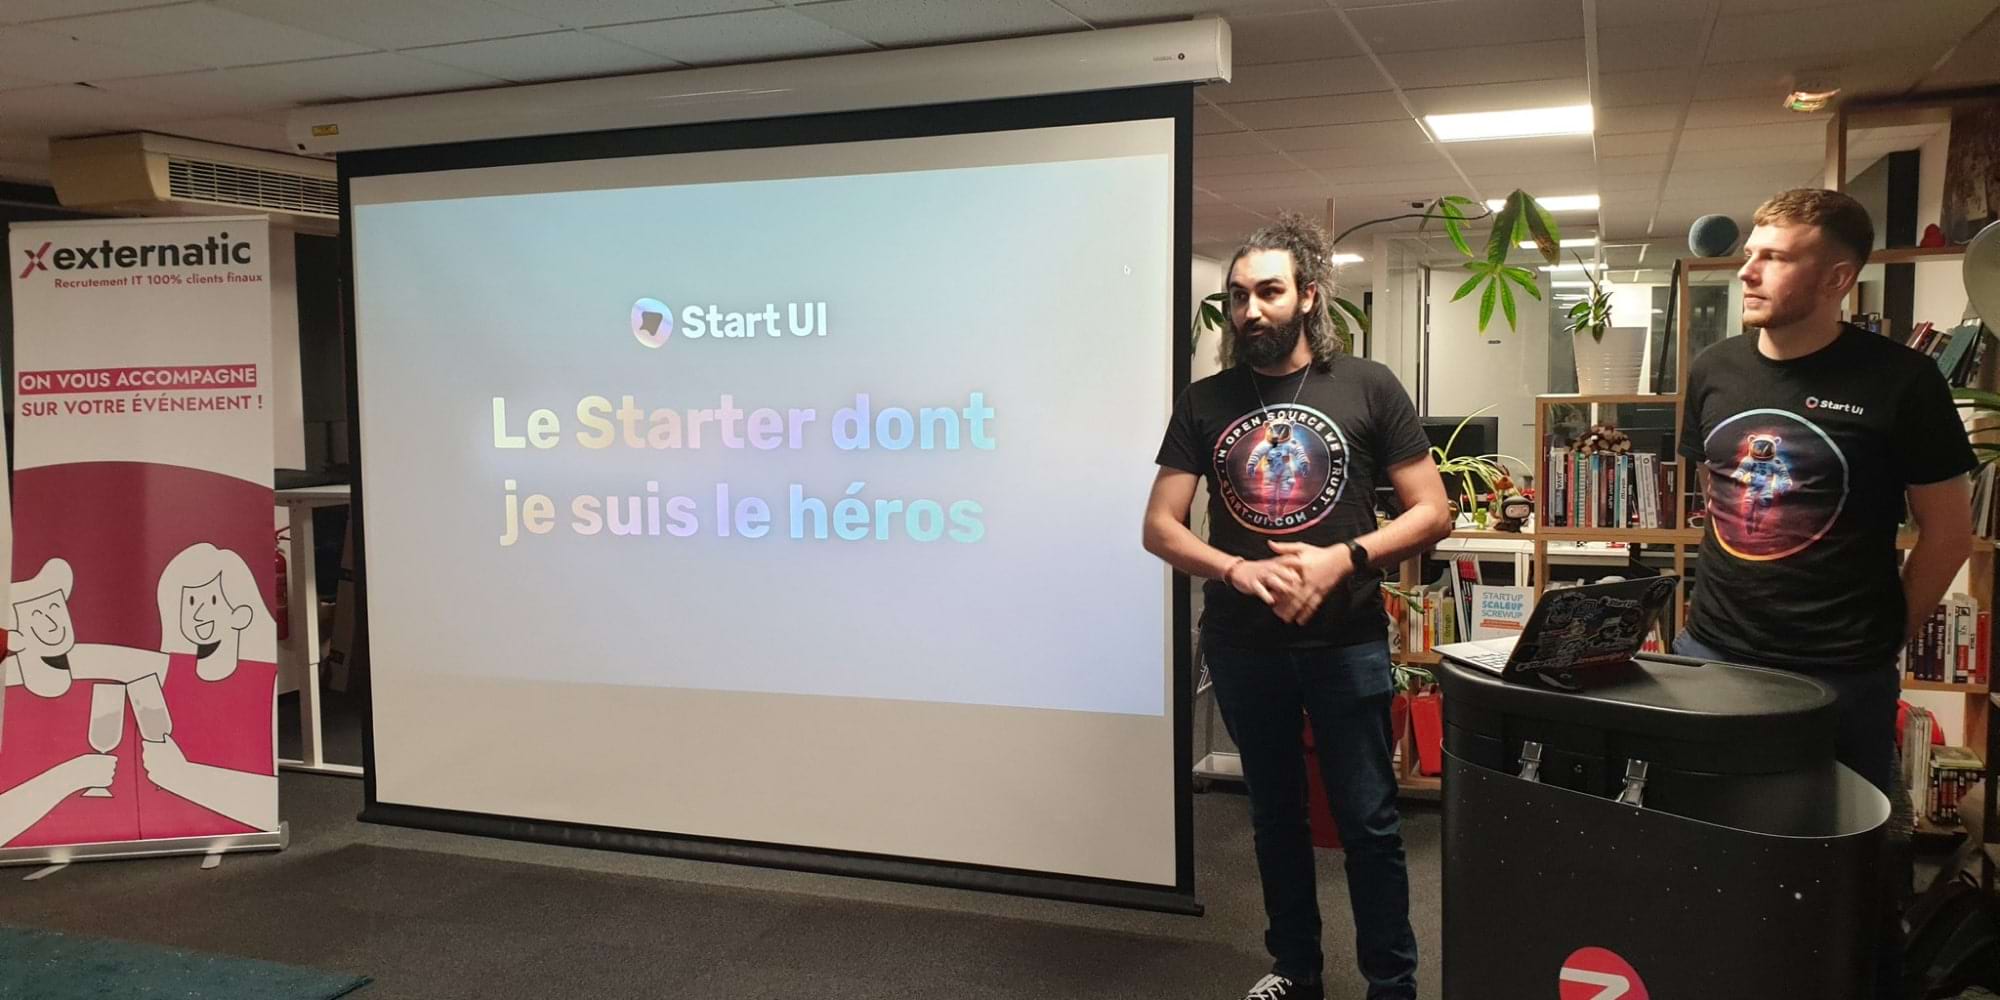 externatic
Recrutement IT 100% clients finaux
ON VOUS ACCOMPAGNE
SUR VOTRE ÉVÉNEMENT !
Start UI
Le Starter dont
je suis le héros
IN OPEN SOURCE WE TRUST
START-UI.COM
Start UI
STARTUP
SCALEUP
SCREWUP